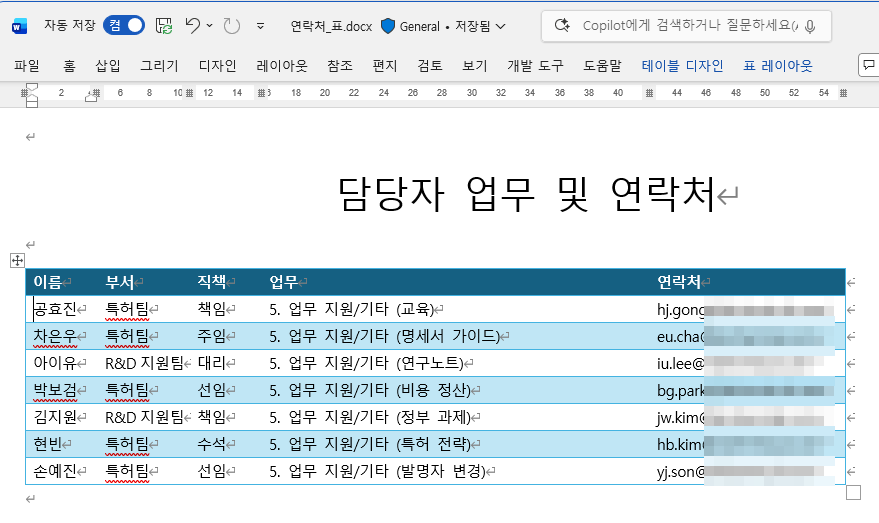 자동 저장 켬 연락처_표.docx General • 저장됨 Copilot에게 검색하거나 질문하세요(
파일 홈 삽입 그리기 디자인 레이아웃 참조 편지 검토 보기 개발 도구 도움말 테이블 디자인 표 레이아웃
2 4 6 8 10 12 14 16 18 20 22 24 26 28 30 32 34 36 38 40 42 44 46 48 50 52 54
담당자 업무 및 연락처
이름 부서 직책 업무 연락처
공효진 특허팀 책임 5. 업무 지원/기타 (교육) hj.gong
차은우 특허팀 주임 5. 업무 지원/기타 (명세서 가이드) eu.cha@
아이유 R&D 지원팀 대리 5. 업무 지원/기타 (연구노트) iu.lee@
박보검 특허팀 선임 5. 업무 지원/기타 (비용 정산) bg.park
김지원 R&D 지원팀 책임 5. 업무 지원/기타 (정부 과제) jw.kim@
현빈 특허팀 수석 5. 업무 지원/기타 (특허 전략) hb.kim@
손예진 특허팀 선임 5. 업무 지원/기타 (발명자 변경) yj.son@